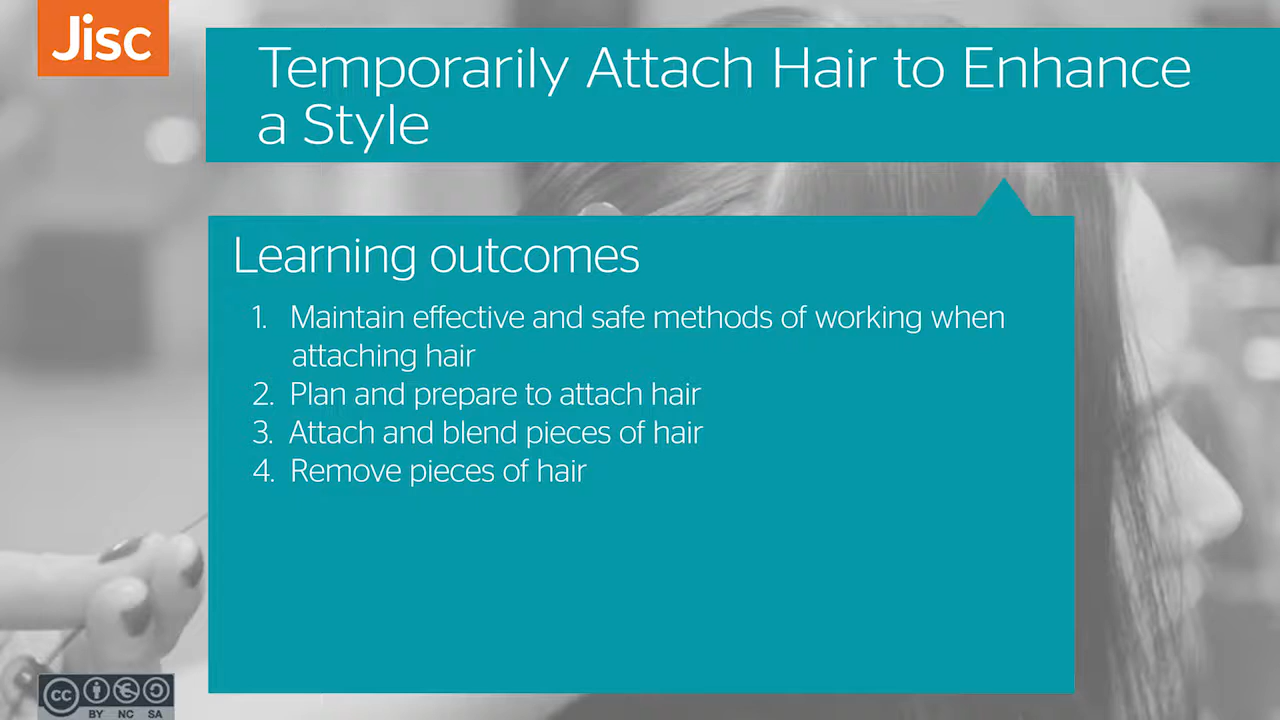 Jisc
Temporarily Attach Hair to Enhance
a Style
Learning outcomes
1. Maintain effective and safe methods of working when
attaching hair
2. Plan and prepare to attach hair
3. Attach and blend pieces of hair
4. Remove pieces of hair
cc
BY NC SA